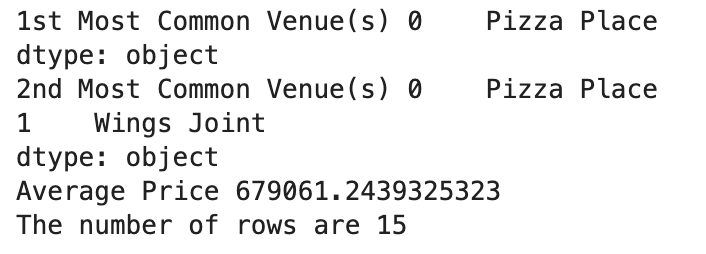 1st Most Common Venue(s) 0    Pizza Place
dtype: object
2nd Most Common Venue(s) 0    Pizza Place
1    Wings Joint
dtype: object
Average Price 679061.2439325323
The number of rows are 15